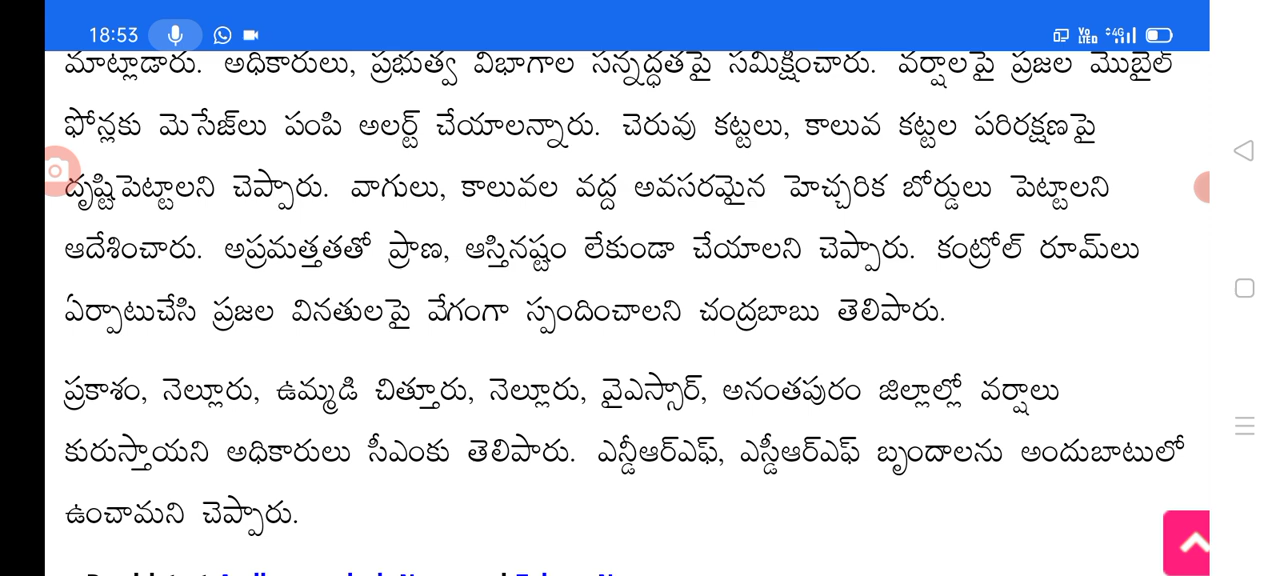 18:53
మాట్లాడారు. అధికారులు, ప్రభుత్వ విభాగాల సన్నద్ధతపై సమీక్షించారు. వర్షాలపై ప్రజల మొబైల్
ఫోన్లకు మెసేజ్‌లు పంపి అలర్ట్ చేయాలన్నారు. చెరువు కట్టలు, కాలువ కట్టల పరిరక్షణపై
దృష్టిపెట్టాలని చెప్పారు. వాగులు, కాలువల వద్ద అవసరమైన హెచ్చరిక బోర్డులు పెట్టాలని
ఆదేశించారు. అప్రమత్తతతో ప్రాణ, ఆస్తినష్టం లేకుండా చేయాలని చెప్పారు. కంట్రోల్ రూమ్‌లు
ఏర్పాటుచేసి ప్రజల వినతులపై వేగంగా స్పందించాలని చంద్రబాబు తెలిపారు.
ప్రకాశం, నెల్లూరు, ఉమ్మడి చిత్తూరు, నెల్లూరు, వైఎస్సార్, అనంతపురం జిల్లాల్లో వర్షాలు
కురుస్తాయని అధికారులు సీఎంకు తెలిపారు. ఎన్డీఆర్ఎఫ్, ఎస్డీఆర్ఎఫ్ బృందాలను అందుబాటులో
ఉంచామని చెప్పారు.